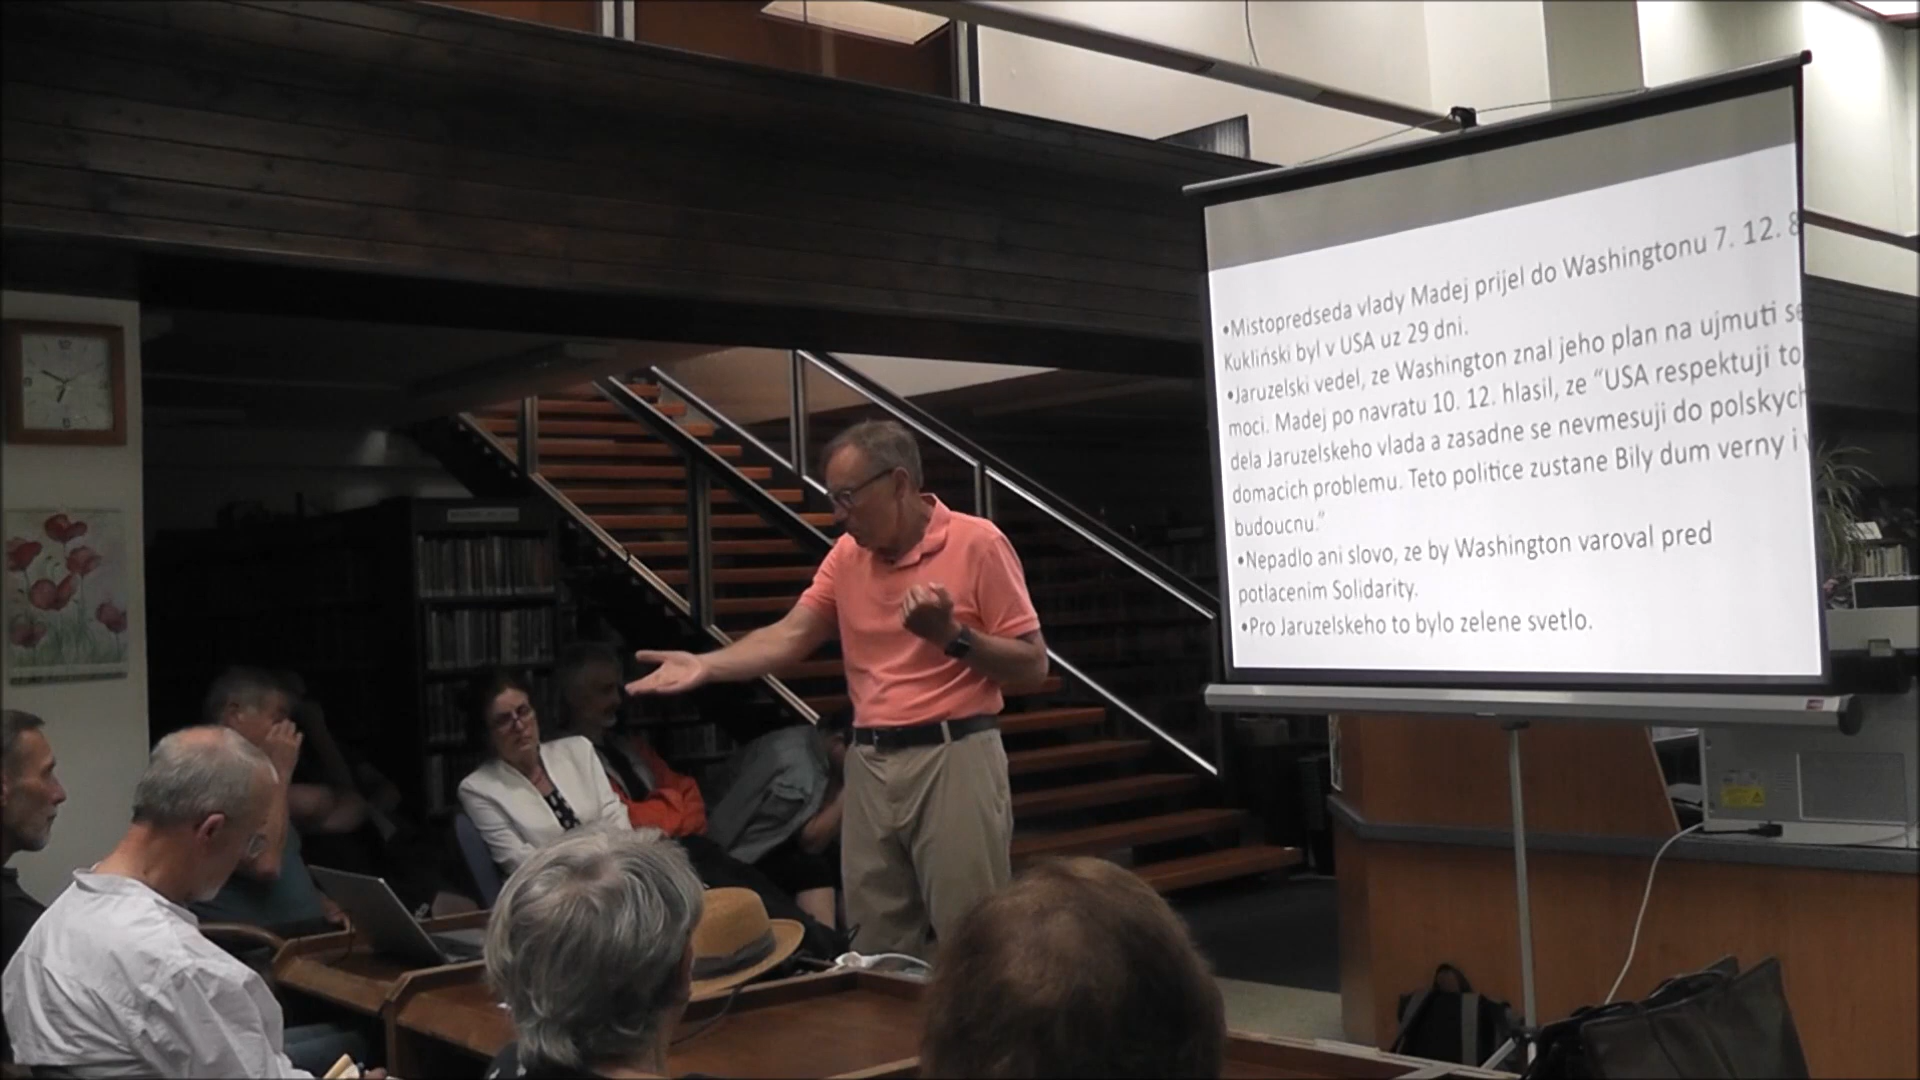 •Mistopredseda vlady Madej prijel do Washingtonu 7. 12. 8
Kukliński byl v USA uz 29 dni.
•Jaruzelski vedel, ze Washington znal jeho plan na ujmuti se
moci. Madej po navratu 10. 12. hlasil, ze “USA respektuji to
dela Jaruzelskeho vlada a zasadne se nevmesuji do polskych
domacich problemu. Teto politice zustane Bily dum verny i v
budoucnu.”
•Nepadlo ani slovo, ze by Washington varoval pred
potlacenim Solidarity.
•Pro Jaruzelskeho to bylo zelene svetlo.